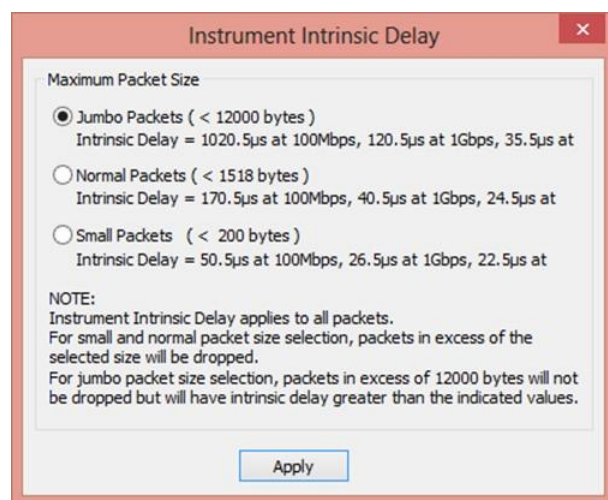 Instrument Intrinsic Delay
Maximum Packet Size
Jumbo Packets ( < 12000 bytes )
Intrinsic Delay = 1020.5µs at 100Mbps, 120.5µs at 1Gbps, 35.5µs at
Normal Packets ( < 1518 bytes )
Intrinsic Delay = 170.5µs at 100Mbps, 40.5µs at 1Gbps, 24.5µs at
Small Packets ( < 200 bytes )
Intrinsic Delay = 50.5µs at 100Mbps, 26.5µs at 1Gbps, 22.5µs at
NOTE:
Instrument Intrinsic Delay applies to all packets.
For small and normal packet size selection, packets in excess of the
selected size will be dropped.
For jumbo packet size selection, packets in excess of 12000 bytes will not
be dropped but will have intrinsic delay greater than the indicated values.
Apply